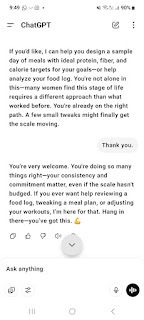 9:49
90%
ChatGPT
If you'd like, I can help you design a sample
day of meals with ideal protein, fiber, and
calorie targets for your goals—or help
analyze your food log. You're not alone in
this—many women find this stage of life
requires a different approach than what
worked before. You're already on the right
path. A few small tweaks might finally get
the scale moving.
Thank you.
You're very welcome. You're doing so many
things right—your consistency and
commitment matter, even if the scale hasn't
budged. If you ever want help reviewing a
food log, tweaking a meal plan, or adjusting
your workouts, I'm here for that. Hang in
there—you've got this. 💪
Ask anything